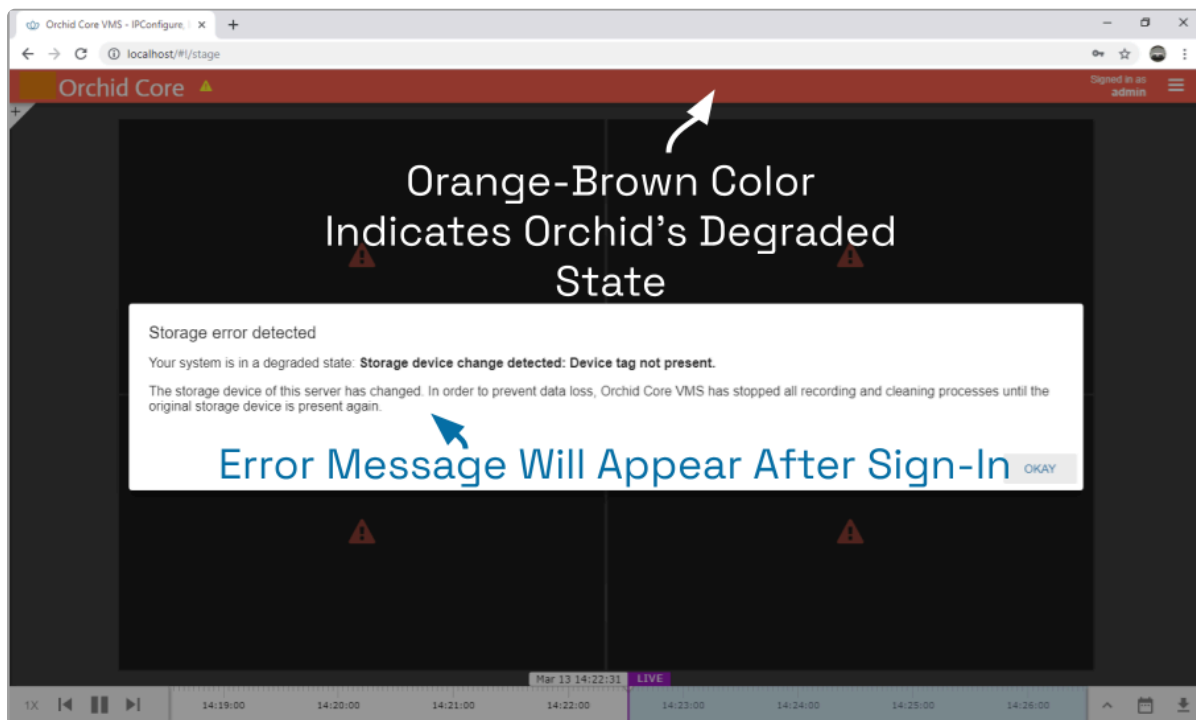 Orchid Core VMS - IPConfigure,
localhost/#!/stage
Orchid Core
Signed in as
admin
Orange-Brown Color
Indicates Orchid's Degraded
State
Storage error detected
Your system is in a degraded state: Storage device change detected: Device tag not present.
The storage device of this server has changed. In order to prevent data loss, Orchid Core VMS has stopped all recording and cleaning processes until the
original storage device is present again.
Error Message Will Appear After Sign-In
OKAY
Mar 13 14:22:31 LIVE
1X 14:19:00 14:20:00 14:21:00 14:22:00 14:23:00 14:24:00 14:25:00 14:26:00